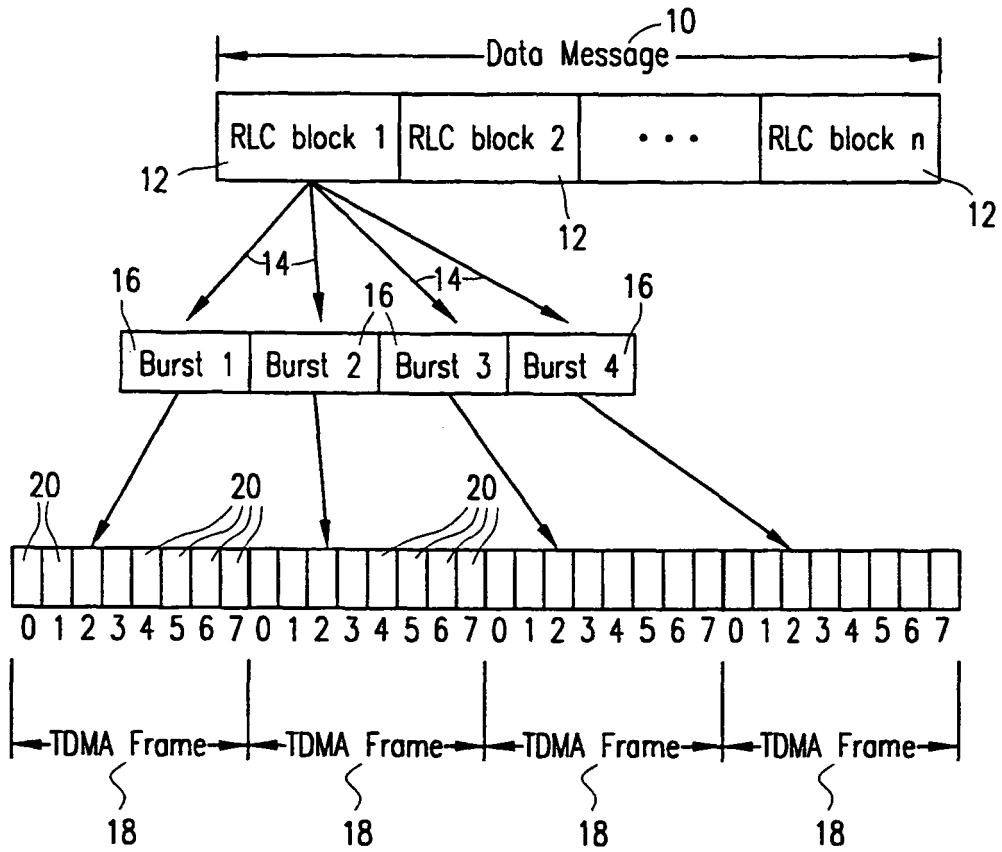 10
Data Message
RLC block 1 RLC block 2 ... RLC block n
12 12 12
14 14
16 16 16
Burst 1 Burst 2 Burst 3 Burst 4
20 20 20
0 1 2 3 4 5 6 7 0 1 2 3 4 5 6 7 0 1 2 3 4 5 6 7 0 1 2 3 4 5 6 7
TDMA Frame TDMA Frame TDMA Frame TDMA Frame
18 18 18 18